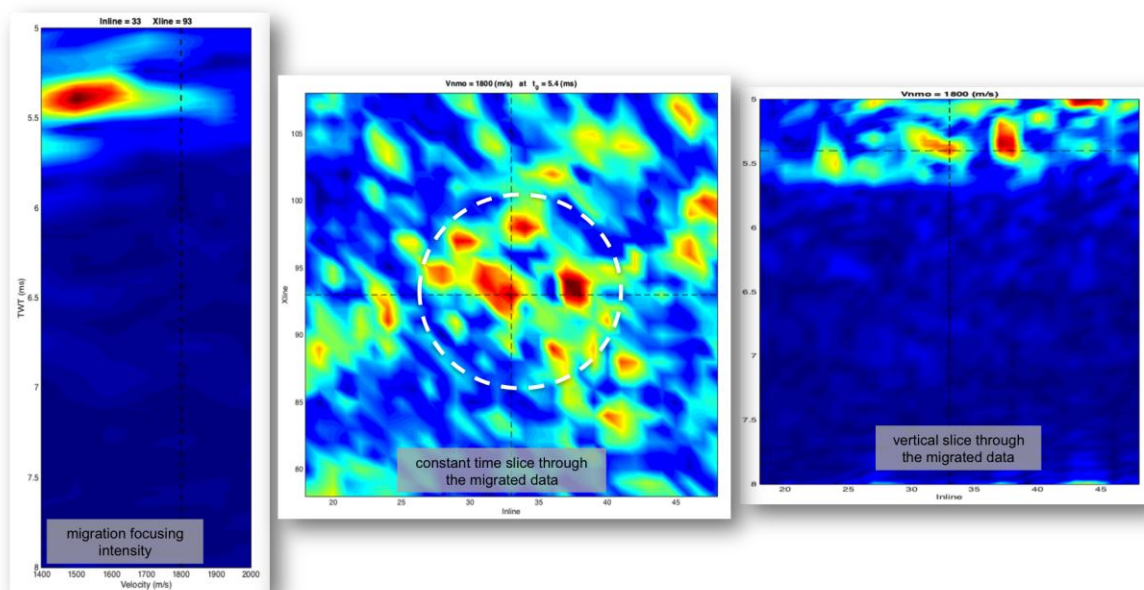 Inline = 33 Xline = 93
5
5.5
6
6.5
7
7.5
8
TWT (ms)
1400 1500 1600 1700 1800 1900 2000
Velocity (m/s)
migration focusing
intensity
Vnmo = 1800 (m/s) at t_g = 5.4 (ms)
105
100
95
90
85
80
Xline
20 25 30 35 40 45
Inline
constant time slice through
the migrated data
Vnmo = 1800 (m/s)
5
5.5
6
6.5
7
7.5
8
20 25 30 35 40 45
Inline
vertical slice through
the migrated data